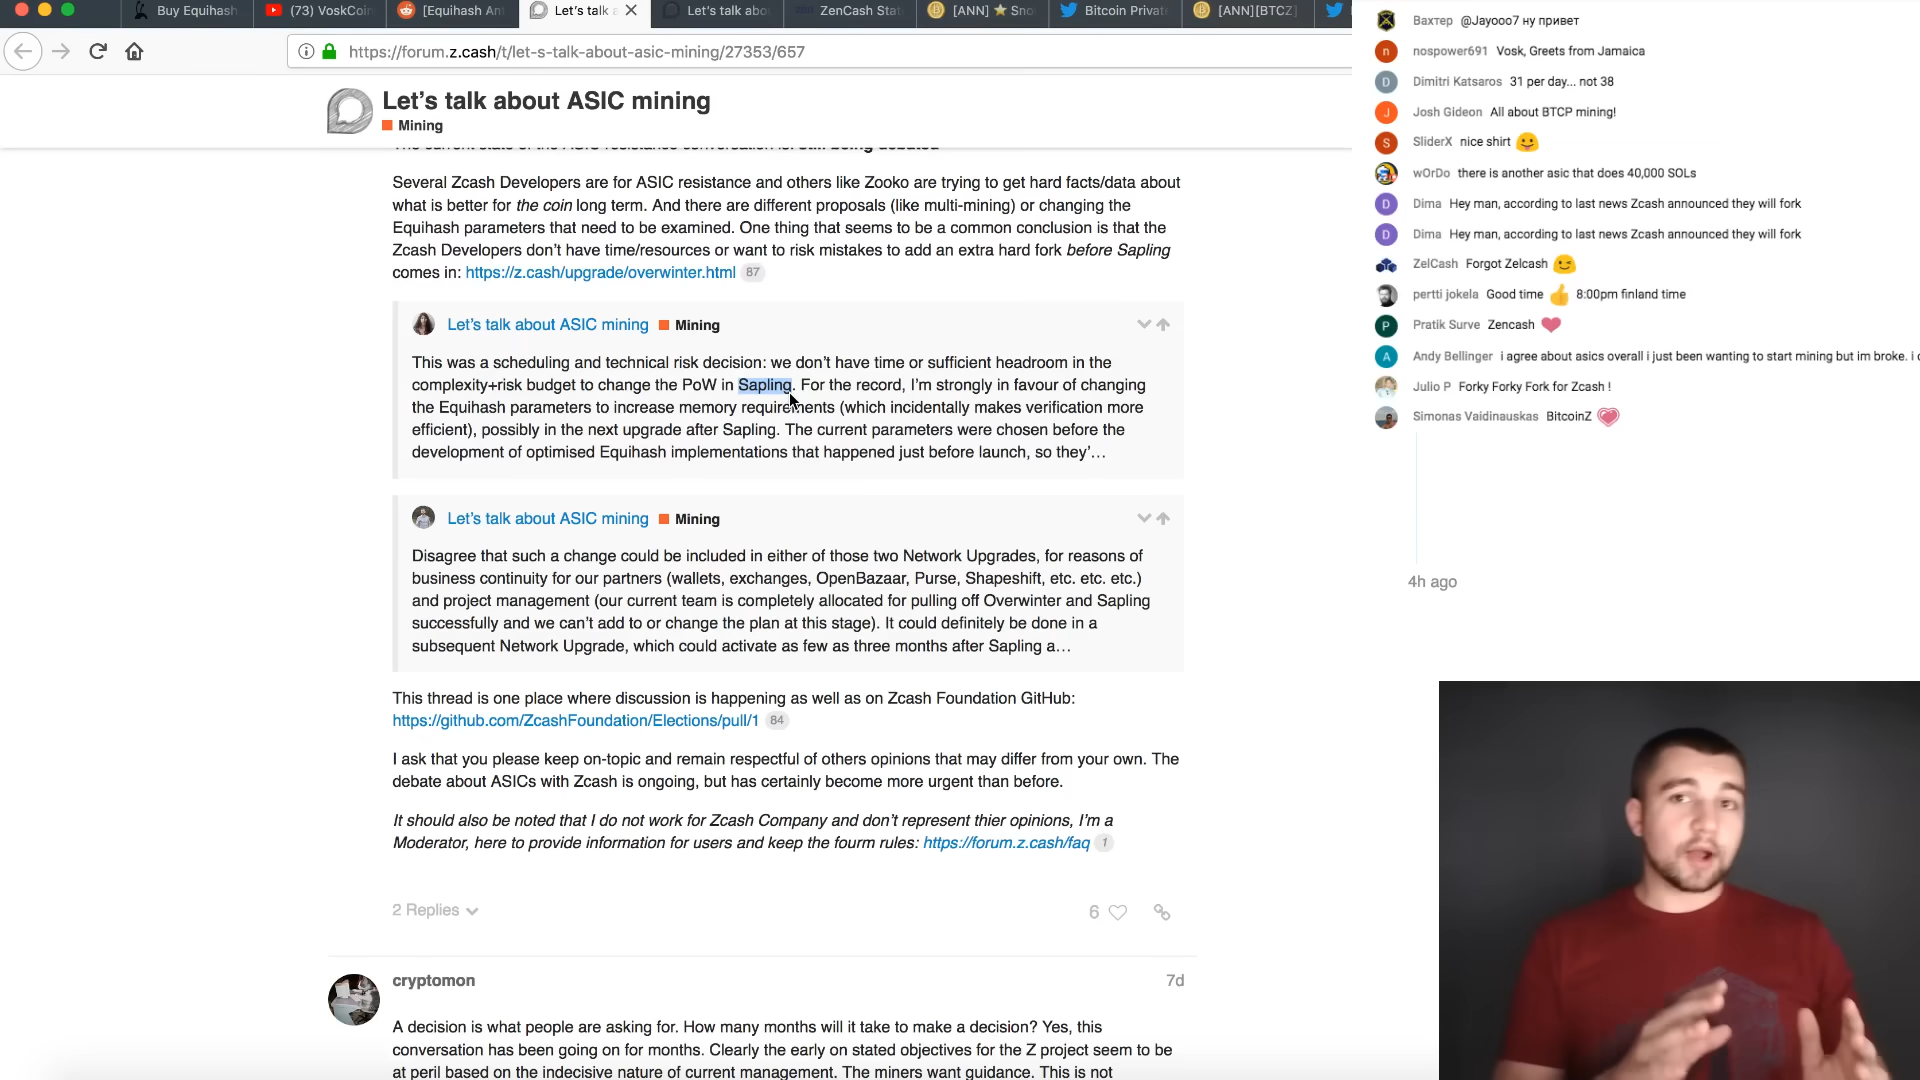 Buy Equihash
(73) VoskCoin
[Equihash Ant
Let's talk a
Let's talk abo
ZenCash Stat
[ANN] ⭐ Sno
Bitcoin Privat
[ANN][BTCZ]
https://forum.z.cash/t/let-s-talk-about-asic-mining/27353/657
Let's talk about ASIC mining
Mining
The current state of the ASIC resistance conversation is: still being debated
Several Zcash Developers are for ASIC resistance and others like Zooko are trying to get hard facts/data about
what is better for the coin long term. And there are different proposals (like multi-mining) or changing the
Equihash parameters that need to be examined. One thing that seems to be a common conclusion is that the
Zcash Developers don't have time/resources or want to risk mistakes to add an extra hard fork before Sapling
comes in: https://z.cash/upgrade/overwinter.html 87
Let's talk about ASIC mining Mining
This was a scheduling and technical risk decision: we don't have time or sufficient headroom in the
complexity+risk budget to change the PoW in Sapling. For the record, I'm strongly in favour of changing
the Equihash parameters to increase memory requirements (which incidentally makes verification more
efficient), possibly in the next upgrade after Sapling. The current parameters were chosen before the
development of optimised Equihash implementations that happened just before launch, so they'…
Let's talk about ASIC mining Mining
Disagree that such a change could be included in either of those two Network Upgrades, for reasons of
business continuity for our partners (wallets, exchanges, OpenBazaar, Purse, Shapeshift, etc. etc. etc.)
and project management (our current team is completely allocated for pulling off Overwinter and Sapling
successfully and we can't add to or change the plan at this stage). It could definitely be done in a
subsequent Network Upgrade, which could activate as few as three months after Sapling a…
This thread is one place where discussion is happening as well as on Zcash Foundation GitHub:
https://github.com/ZcashFoundation/Elections/pull/1 84
I ask that you please keep on-topic and remain respectful of others opinions that may differ from your own. The
debate about ASICs with Zcash is ongoing, but has certainly become more urgent than before.
It should also be noted that I do not work for Zcash Company and don't represent thier opinions, I'm a
Moderator, here to provide information for users and keep the fourm rules: https://forum.z.cash/faq 1
2 Replies
6
cryptomon
7d
A decision is what people are asking for. How many months will it take to make a decision? Yes, this
conversation has been going on for months. Clearly the early on stated objectives for the Z project seem to be
at peril based on the indecisive nature of current management. The miners want guidance. This is not
4h ago
Вахтер @Jayooo7 ну привет
n nospower691 Vosk, Greets from Jamaica
D Dimitri Katsaros 31 per day... not 38
J Josh Gideon All about BTCP mining!
S SliderX nice shirt 😛
wOrDo there is another asic that does 40,000 SOLs
D Dima Hey man, according to last news Zcash announced they will fork
D Dima Hey man, according to last news Zcash announced they will fork
ZelCash Forgot Zelcash 😉
pertti jokela Good time 👍 8:00pm finland time
P Pratik Surve Zencash ❤
A Andy Bellinger i agree about asics overall i just been wanting to start mining but im broke. i
Julio P Forky Forky Fork for Zcash !
Simonas Vaidinauskas BitcoinZ 💗